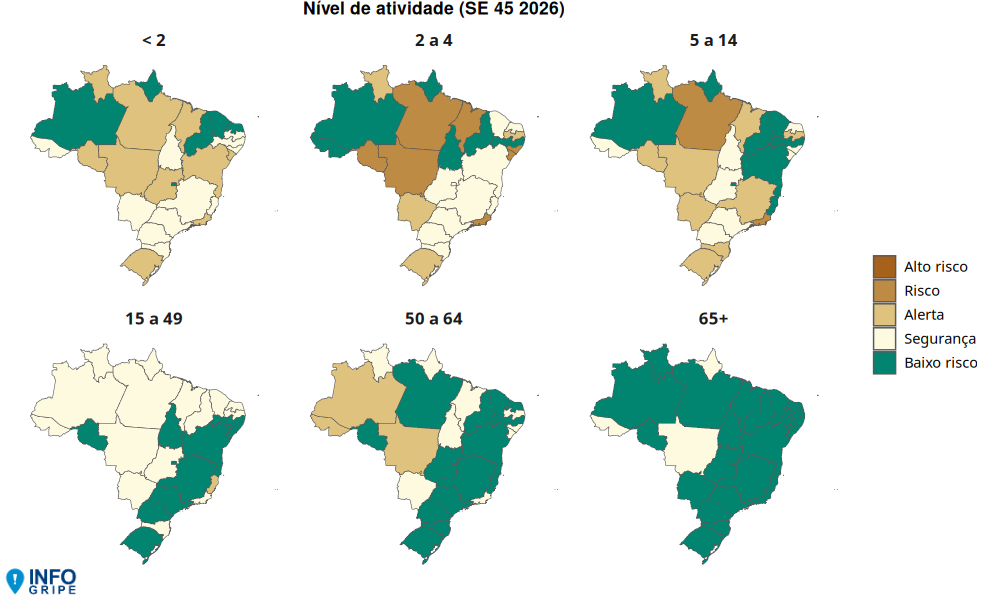 Nível de atividade (SE 45 2026)
< 2
2 a 4
5 a 14
15 a 49
50 a 64
65+
Alto risco
Risco
Alerta
Segurança
Baixo risco
INFO
GRIPE